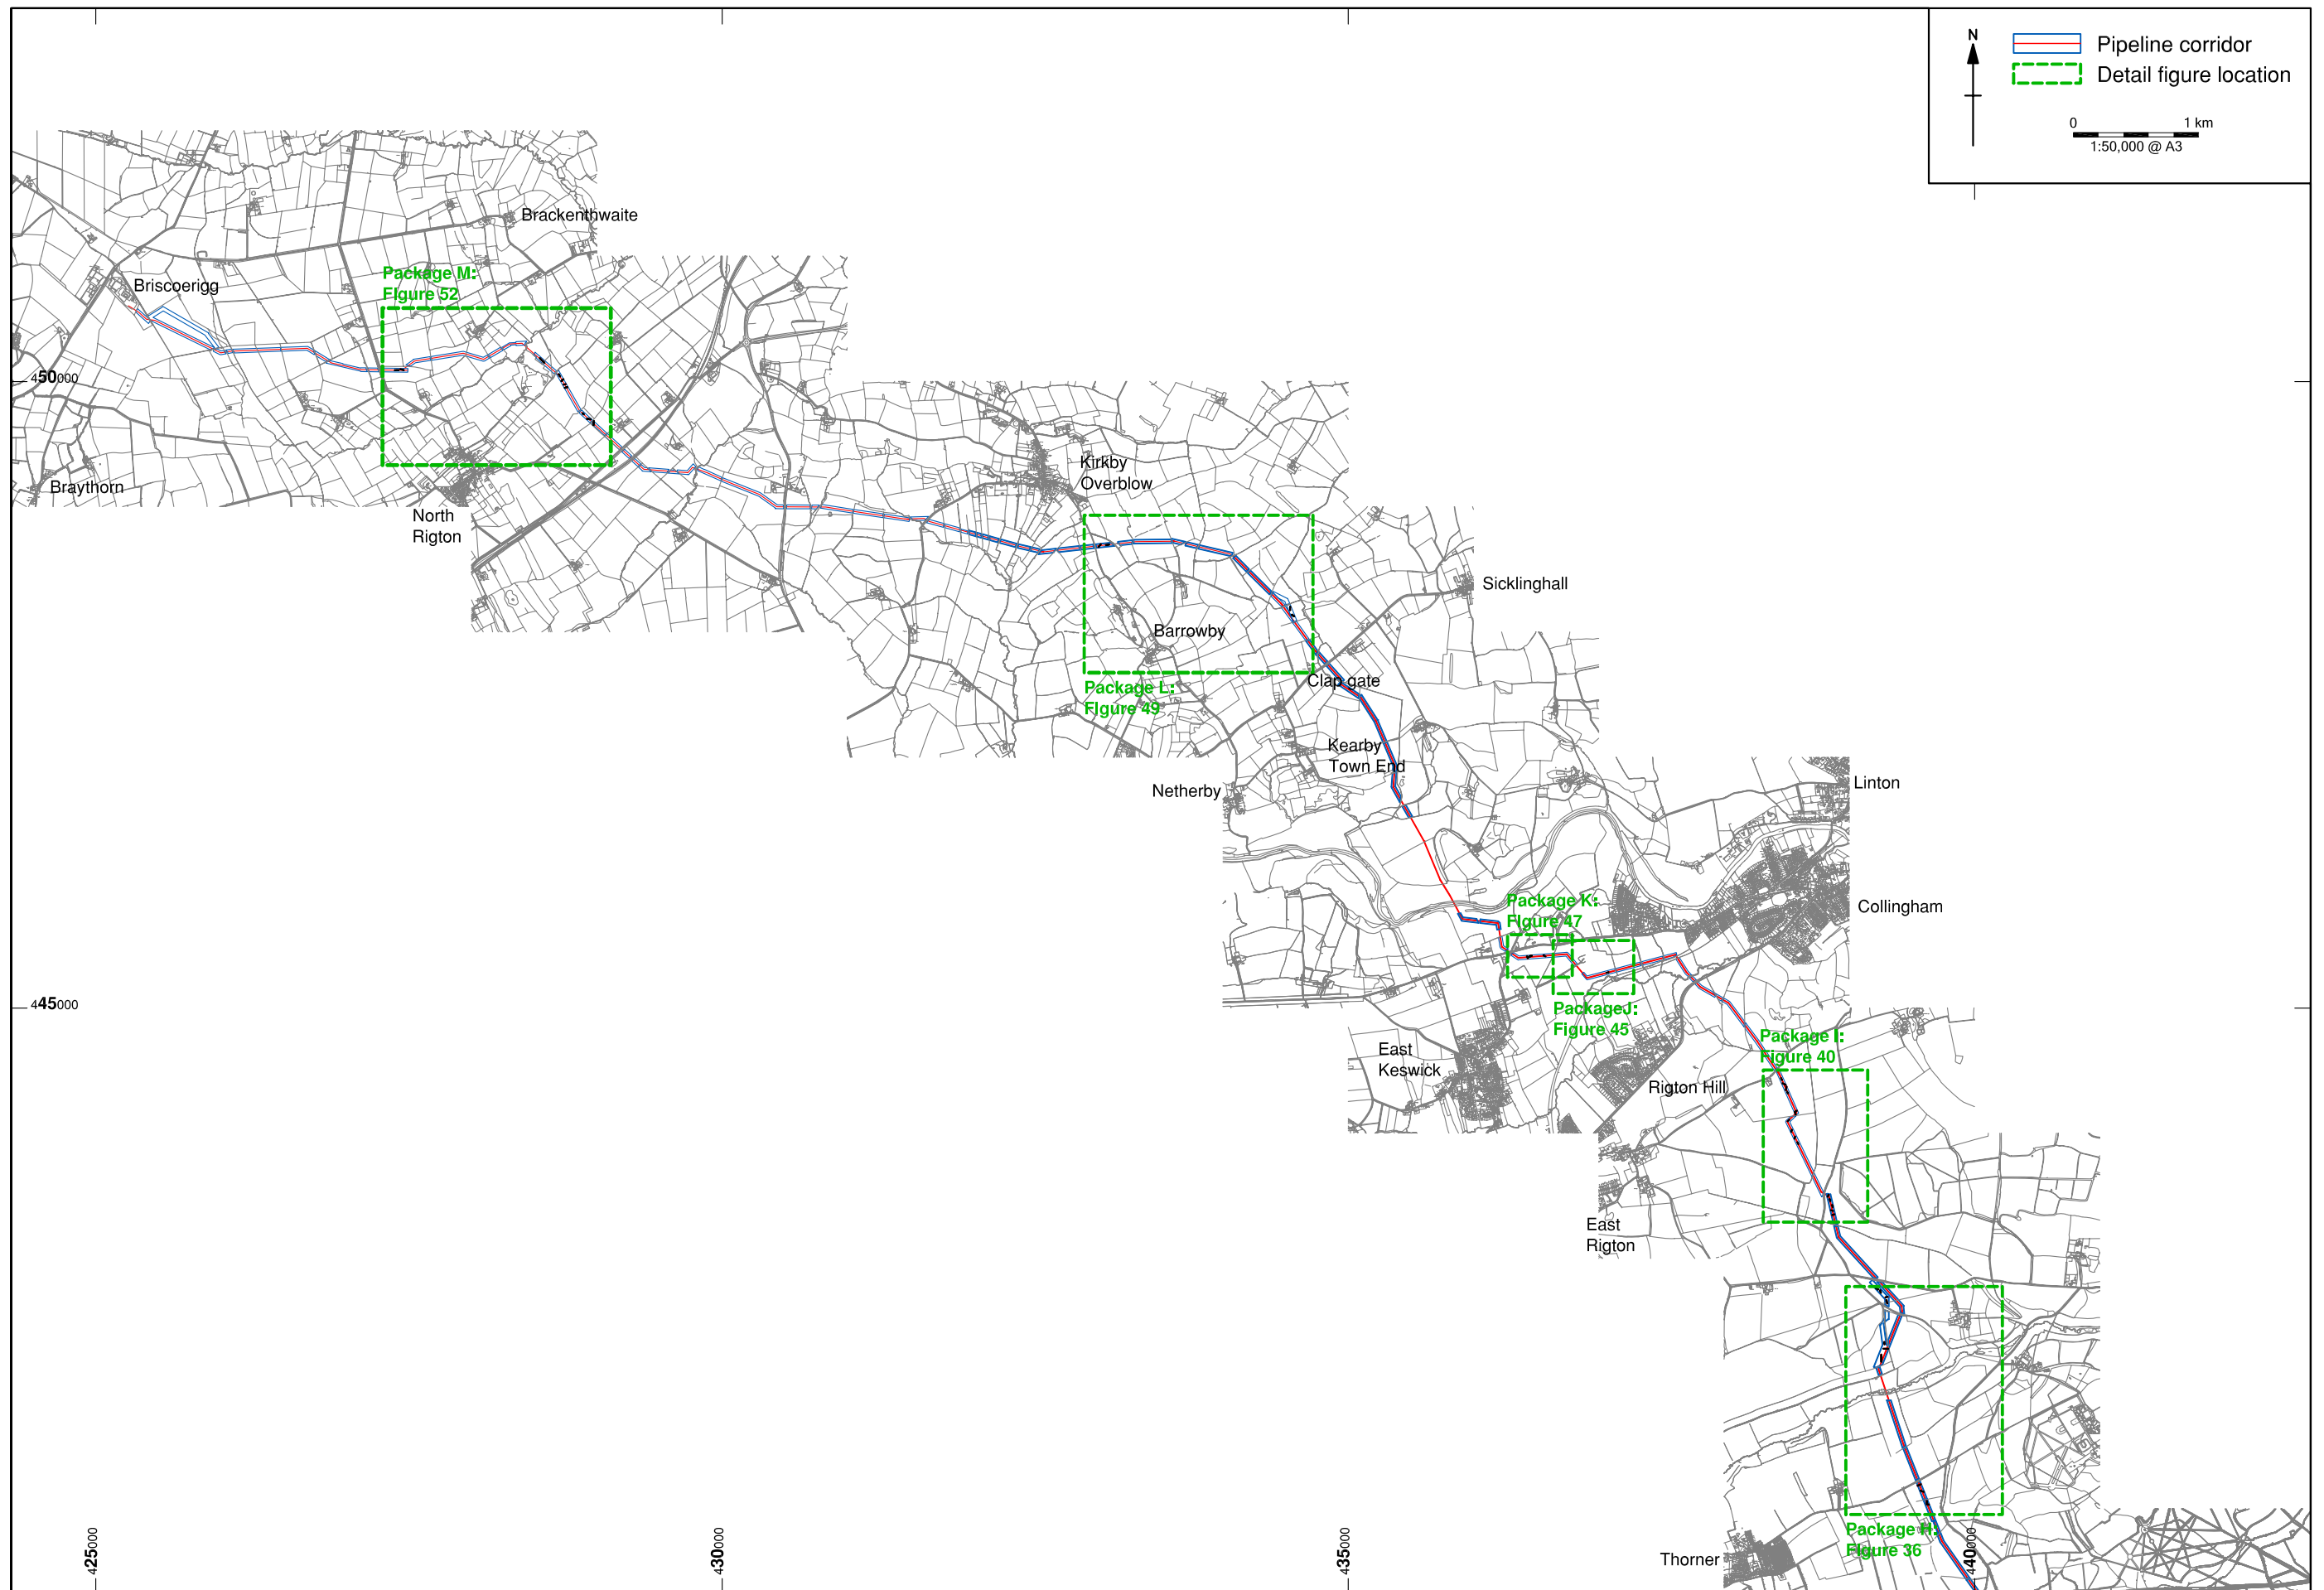 N
Pipeline corridor
Detail figure location
0 1 km
1:50,000 @ A3
Brackenthwaite
Package M:
Figure 52
Briscoerigg
450000
Braythorn
North
Rigton
Kirkby
Overblow
Sicklinghall
Barrowby
Clap gate
Package L:
Figure 49
Kearby
Town End
Netherby
Linton
Package K:
Figure 47
Collingham
445000
PackageJ:
Figure 45
Package I:
Figure 40
East
Keswick
Rigton Hill
East
Rigton
Package H:
Figure 36
Thorner
425000
430000
435000
440000